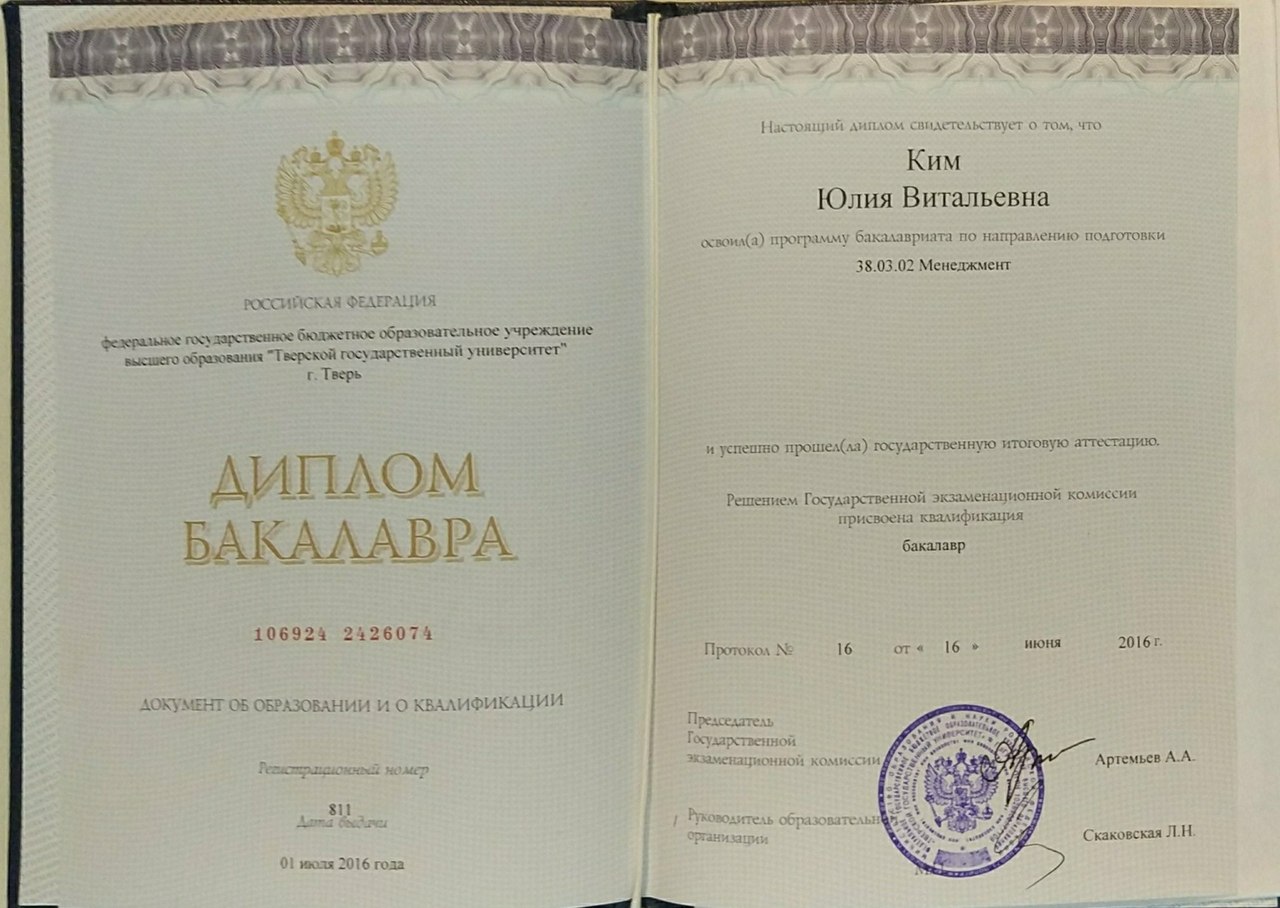 РОССИЙСКАЯ ФЕДЕРАЦИЯ
федеральное государственное бюджетное образовательное учреждение
высшего образования "Тверской государственный университет"
г. Тверь
ДИПЛОМ
БАКАЛАВРА
106924 2426074
ДОКУМЕНТ ОБ ОБРАЗОВАНИИ И О КВАЛИФИКАЦИИ
Регистрационный номер
811
Дата выдачи
01 июля 2016 года
Настоящий диплом свидетельствует о том, что
Ким
Юлия Витальевна
освоил(а) программу бакалавриата по направлению подготовки
38.03.02 Менеджмент
и успешно прошел(ла) государственную итоговую аттестацию.
Решением Государственной экзаменационной комиссии
присвоена квалификация
бакалавр
Протокол № 16 от « 16 » июня 2016 г.
Председатель
Государственной
экзаменационной комиссии
Артемьев А.А.
Руководитель образовательн
организации
Скаковская Л.Н.